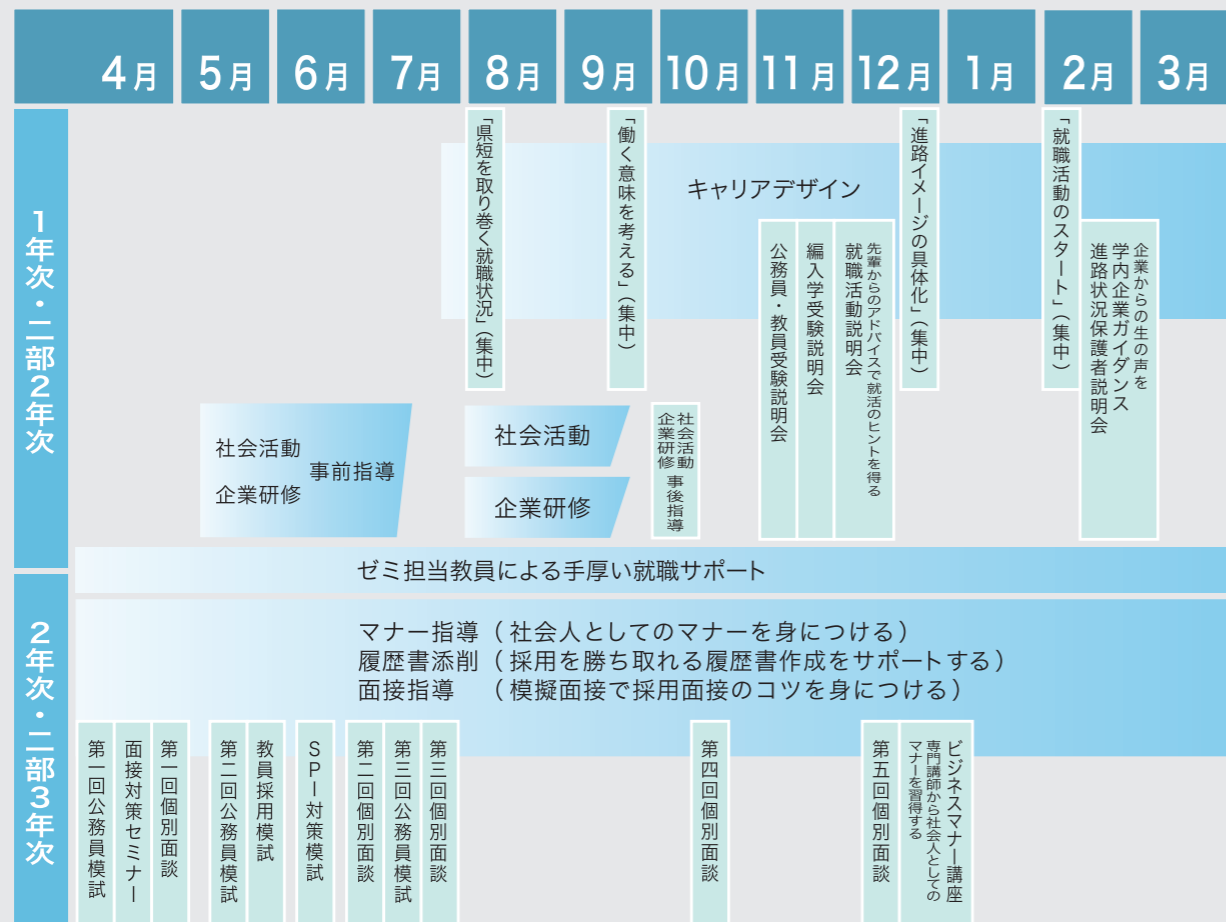 4月
5月
6月
7月
8月
9月
10月
11月
12月
1月
2月
3月
1年次・二部2年次
「県短を取り巻く就職状況」（集中）
「働く意味を考える」（集中）
キャリアデザイン
公務員・教員受験説明会
編入学受験説明会
先輩からのアドバイスで就活のヒントを得る
就職活動説明会
「進路イメージの具体化」（集中）
「就職活動のスタート」（集中）
企業からの生の声を
学内企業ガイダンス
進路状況保護者説明会
社会活動
企業研修
事前指導
社会活動
企業研修
社会活動
企業研修
事後指導
ゼミ担当教員による手厚い就職サポート
2年次・二部3年次
マナー指導（社会人としてのマナーを身につける）
履歴書添削（採用を勝ち取れる履歴書作成をサポートする）
面接指導　（模擬面接で採用面接のコツを身につける）
第一回公務員模試
面接対策セミナー
第一回個別面談
第二回公務員模試
教員採用模試
SPI対策模試
第二回個別面談
第三回公務員模試
第三回個別面談
第四回個別面談
第五回個別面談
ビジネスマナー講座
専門講師から社会人としての
マナーを習得する